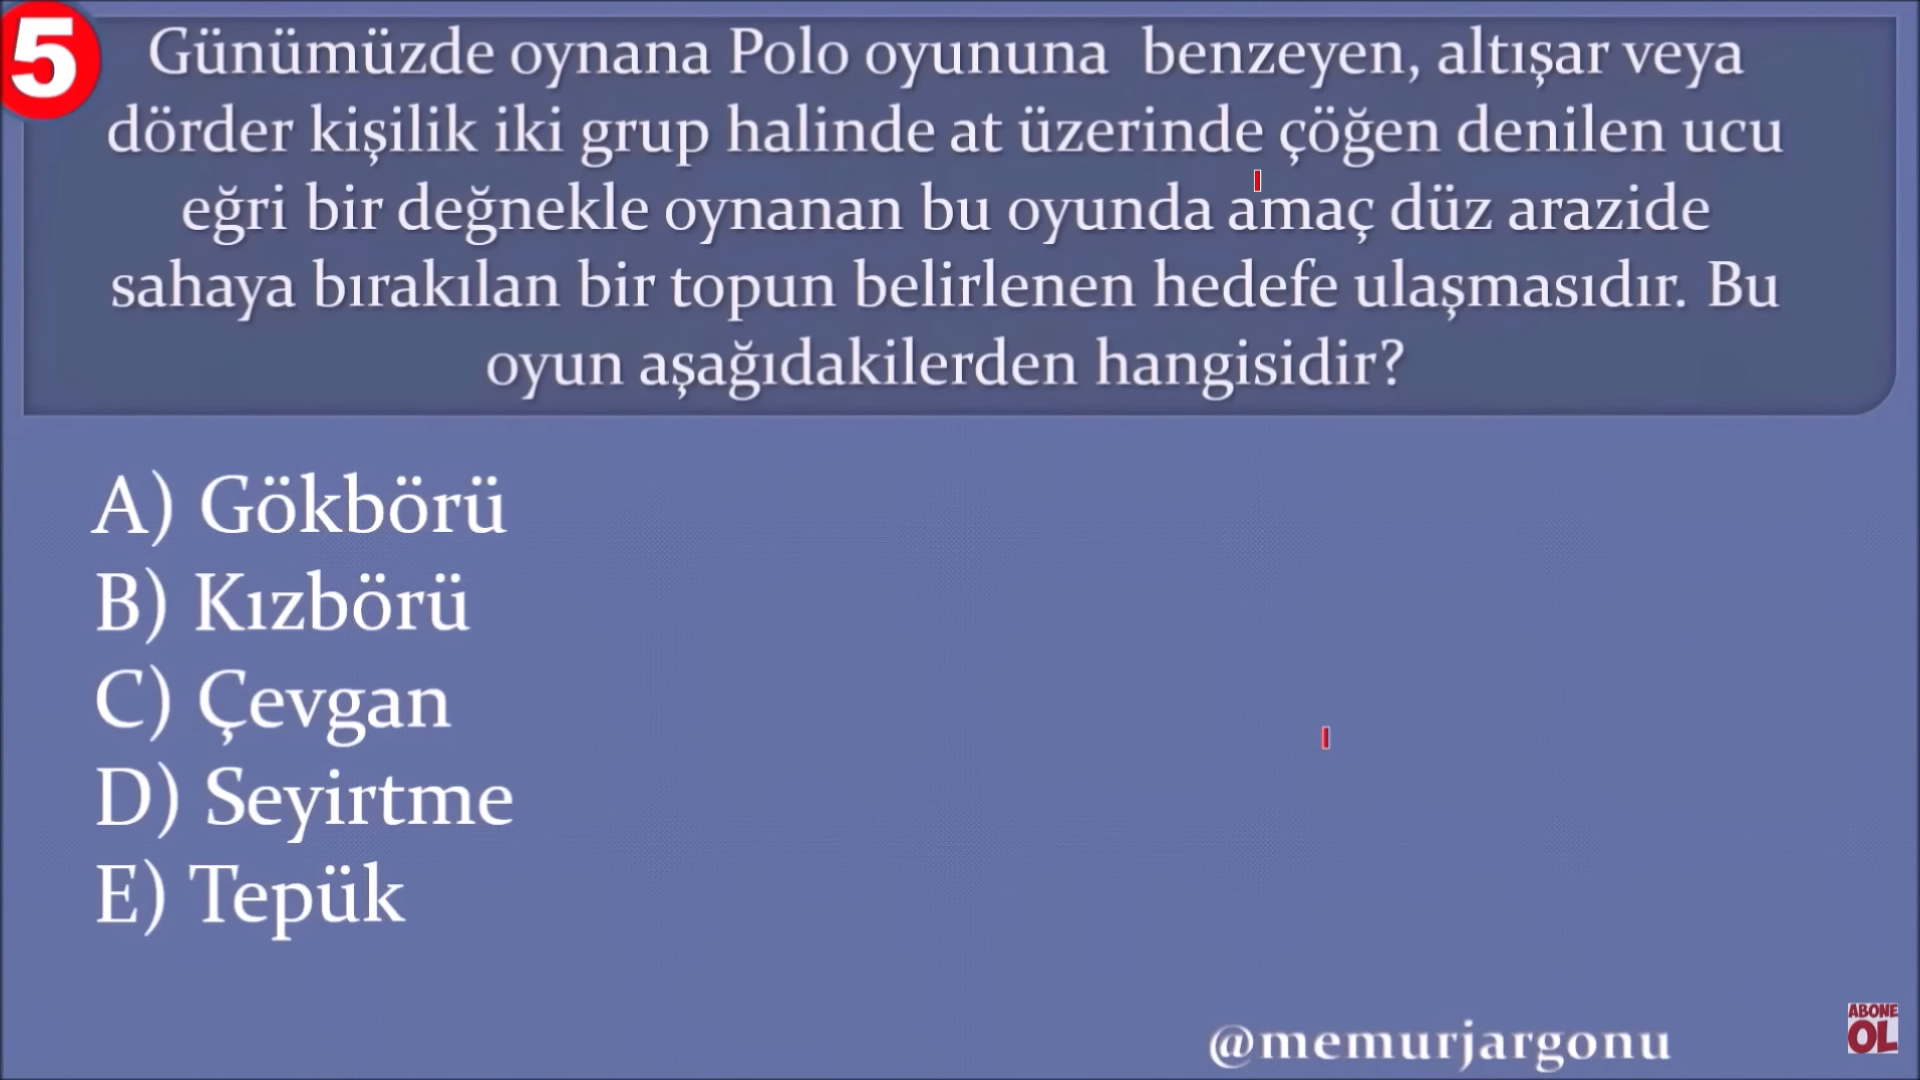 5
Günümüzde oynana Polo oyununa benzeyen, altışar veya
dörder kişilik iki grup halinde at üzerinde çöğen denilen ucu
eğri bir değnekle oynanan bu oyunda amaç düz arazide
sahaya bırakılan bir topun belirlenen hedefe ulaşmasıdır. Bu
oyun aşağıdakilerden hangisidir?
A) Gökbörü
B) Kızbörü
C) Çevgan
D) Seyirtme
E) Tepük
@memurjargonu
ABONE
OL